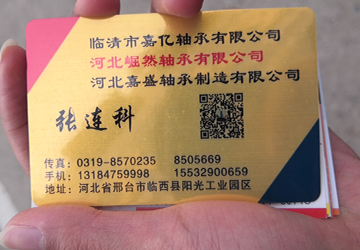 临清市嘉亿轴承有限公司
河北崛然轴承有限公司
河北嘉盛轴承制造有限公司
张连科
传真：0319-8570235 8505669
手机：13184759998 15532900659
地址：河北省邢台市临西县阳光工业园区